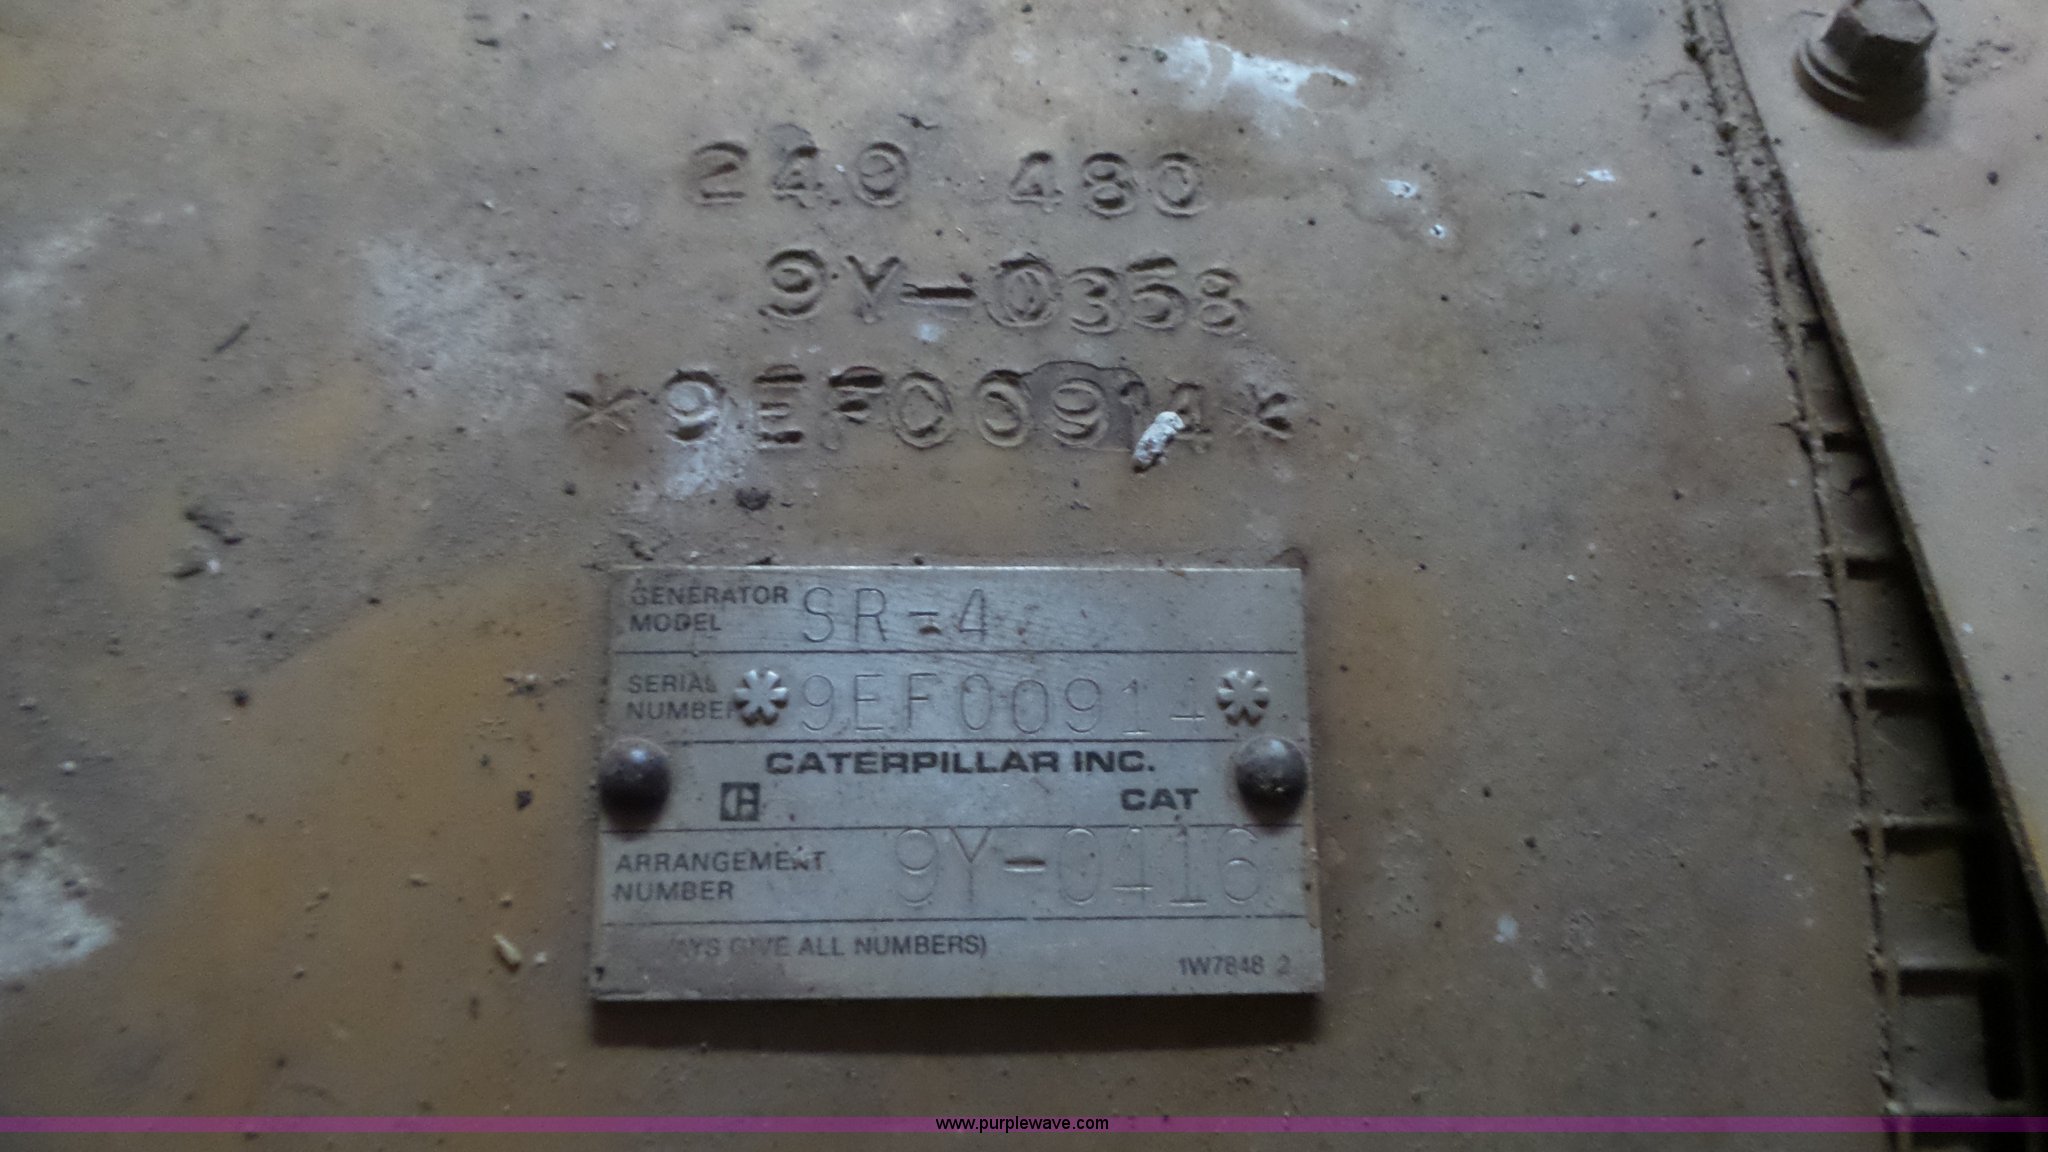 240 480
9Y-0358
*9EF00914*
GENERATOR MODEL SR-4
SERIAL NUMBER *9EF00914*
CATERPILLAR INC.
CAT
ARRANGEMENT NUMBER 9Y-0416
GIVE ALL NUMBERS)
1W7848 2
www.purplewave.com